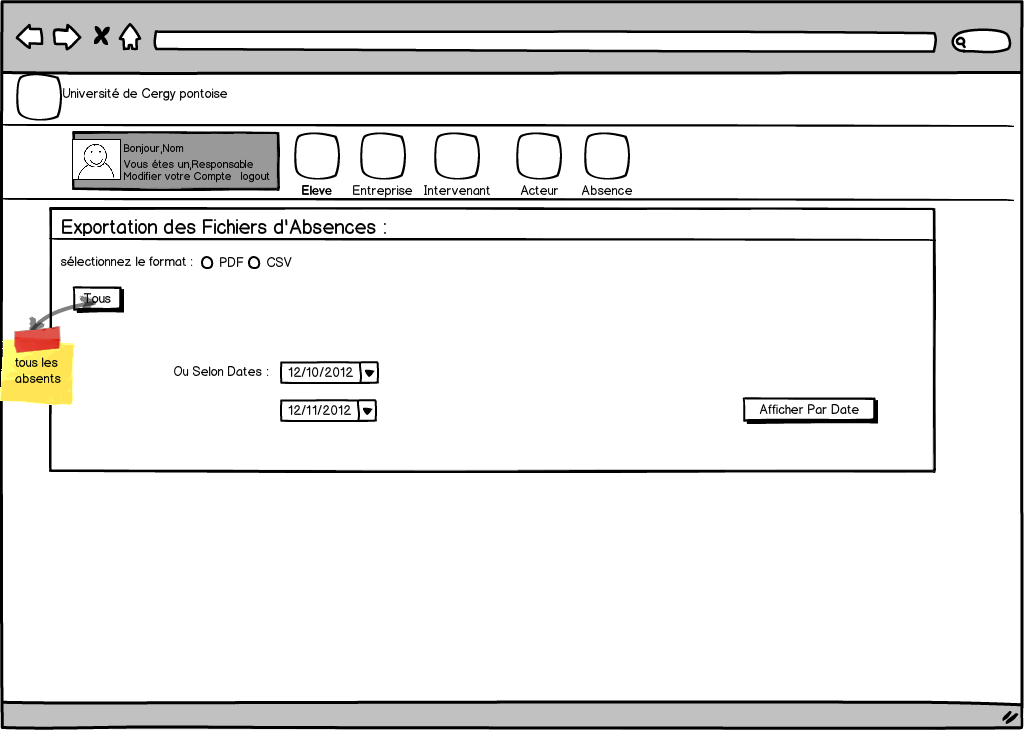 Université de Cergy pontoise
Bonjour,Nom
Vous étes un,Responsable
Modifier votre Compte logout
Eleve Entreprise Intervenant Acteur Absence
Exportation des Fichiers d'Absences :
sélectionnez le format : PDF CSV
Tous
tous les
absents
Ou Selon Dates : 12/10/2012
12/11/2012 Afficher Par Date